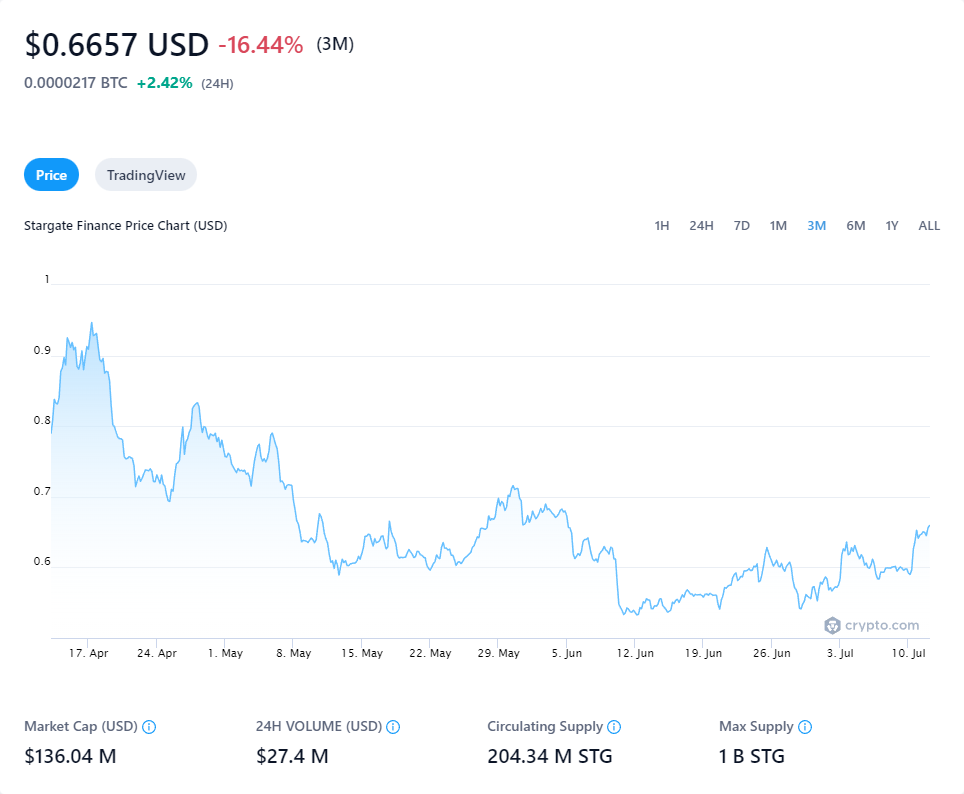 $0.6657 USD -16.44% (3M)
0.0000217 BTC +2.42% (24H)
Price TradingView
Stargate Finance Price Chart (USD) 1H 24H 7D 1M 3M 6M 1Y ALL
1
0.9
0.8
0.7
0.6
crypto.com
17. Apr 24. Apr 1. May 8. May 15. May 22. May 29. May 5. Jun 12. Jun 19. Jun 26. Jun 3. Jul 10. Jul
Market Cap (USD) 24H VOLUME (USD) Circulating Supply Max Supply
$136.04 M $27.4 M 204.34 M STG 1 B STG